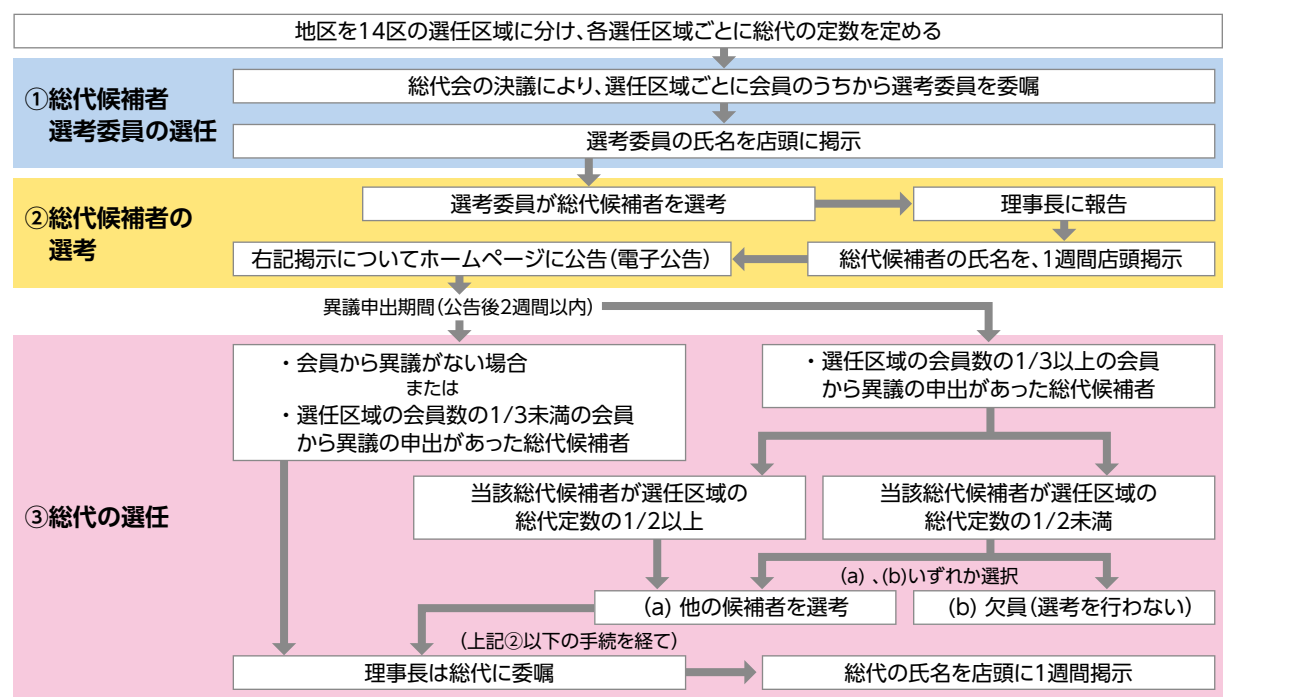 地区を14区の選任区域に分け、各選任区域ごとに総代の定数を定める
①総代候補者
選考委員の選任
総代会の決議により、選任区域ごとに会員のうちから選考委員を委嘱
選考委員の氏名を店頭に掲示
②総代候補者の
選考
選考委員が総代候補者を選考
理事長に報告
右記掲示についてホームページに公告(電子公告)
総代候補者の氏名を、1週間店頭掲示
異議申出期間(公告後2週間以内)
③総代の選任
・会員から異議がない場合
または
・選任区域の会員数の1/3未満の会員
から異議の申出があった総代候補者
・選任区域の会員数の1/3以上の会員
から異議の申出があった総代候補者
当該総代候補者が選任区域の
総代定数の1/2以上
当該総代候補者が選任区域の
総代定数の1/2未満
(a) 、(b)いずれか選択
(a) 他の候補者を選考
(b) 欠員(選考を行わない)
(上記②以下の手続を経て)
理事長は総代に委嘱
総代の氏名を店頭に1週間掲示